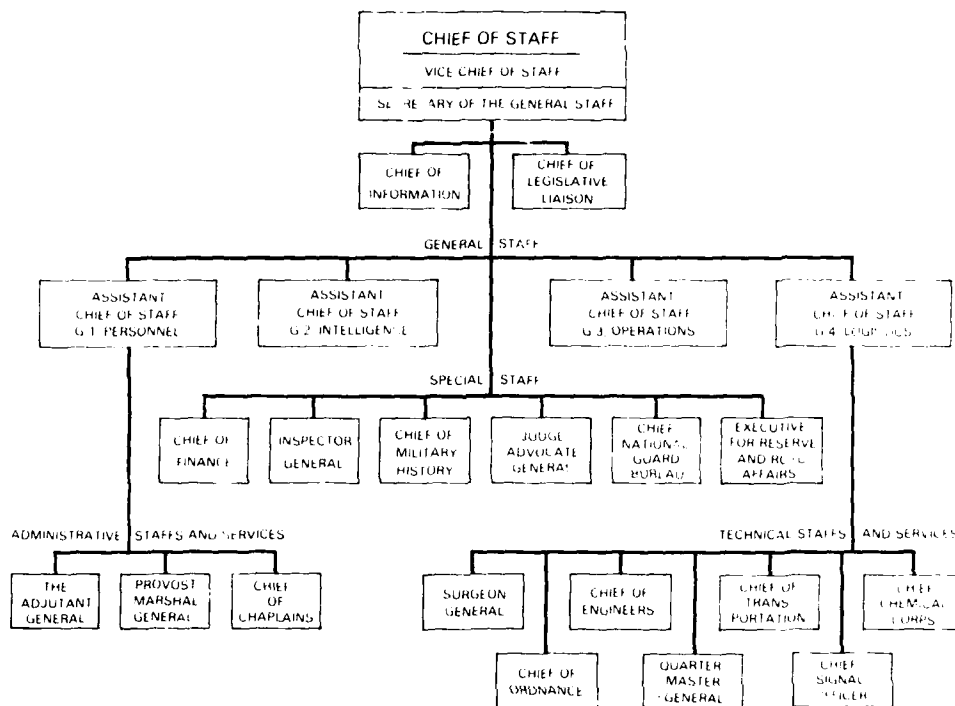 CHIEF OF STAFF
VICE CHIEF OF STAFF
SECRETARY OF THE GENERAL STAFF
CHIEF OF
INFORMATION
CHIEF OF
LEGISLATIVE
LIAISON
GENERAL STAFF
ASSISTANT
CHIEF OF STAFF
G.1 PERSONNEL
ASSISTANT
CHIEF OF STAFF
G.2 INTELLIGENCE
ASSISTANT
CHIEF OF STAFF
G.3 OPERATIONS
ASSISTANT
CHIEF OF STAFF
G.4 LOGISTICS
SPECIAL STAFF
CHIEF OF
FINANCE
INSPECTOR
GENERAL
CHIEF OF
MILITARY
HISTORY
JUDGE
ADVOCATE
GENERAL
CHIEF
NATIONAL
GUARD
BUREAU
EXECUTIVE
FOR RESERVE
AND ROTC
AFFAIRS
ADMINISTRATIVE STAFFS AND SERVICES
THE
ADJUTANT
GENERAL
PROVOST
MARSHAL
GENERAL
CHIEF
OF
CHAPLAINS
TECHNICAL STAFFS AND SERVICES
SURGEON
GENERAL
CHIEF OF
ENGINEERS
CHIEF OF
TRANS
PORTATION
CHIEF
CHEMICAL
CORPS
CHIEF OF
ORDNANCE
QUARTER
MASTER
GENERAL
CHIEF
SIGNAL
OFFICER